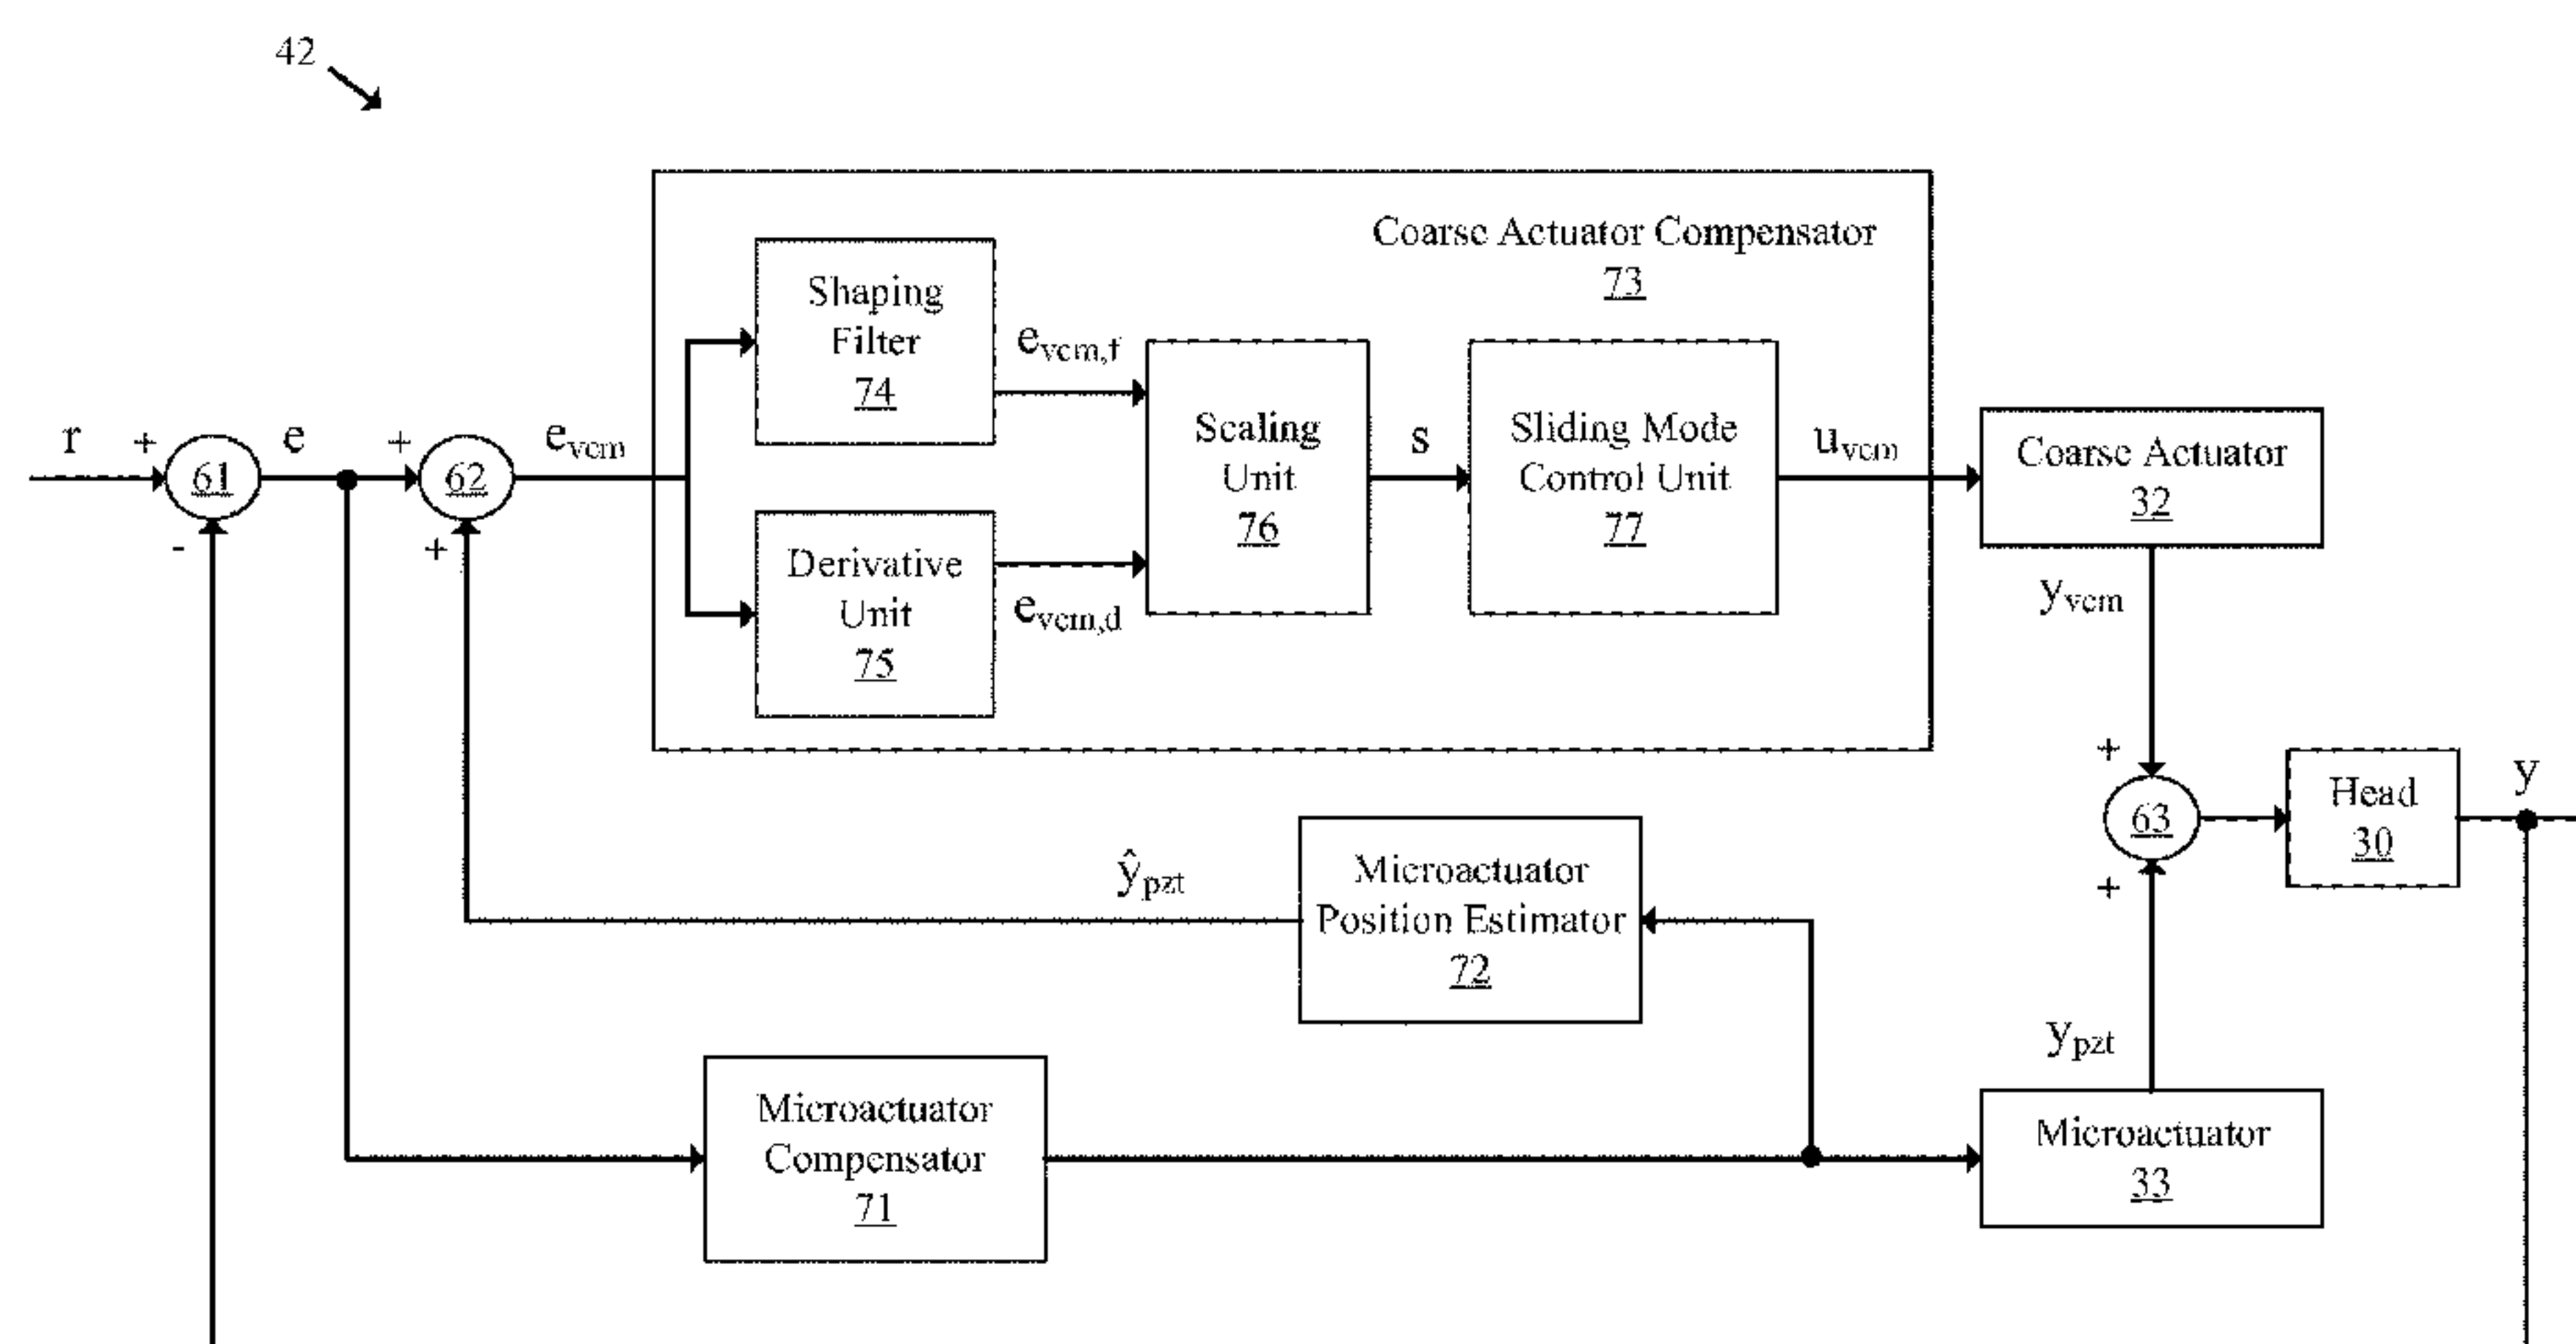 42
Coarse Actuator Compensator
73
Shaping
Filter
74
e_vcm,f
Derivative
Unit
75
e_vcm,d
Scaling
Unit
76
s
Sliding Mode
Control Unit
77
u_vcm
Coarse Actuator
32
y_vcm
r
+
-
61
e
+
+
62
e_vcm
+
+
63
Head
30
y
ŷ_pzt
Microactuator
Position Estimator
72
y_pzt
Microactuator
Compensator
71
Microactuator
33